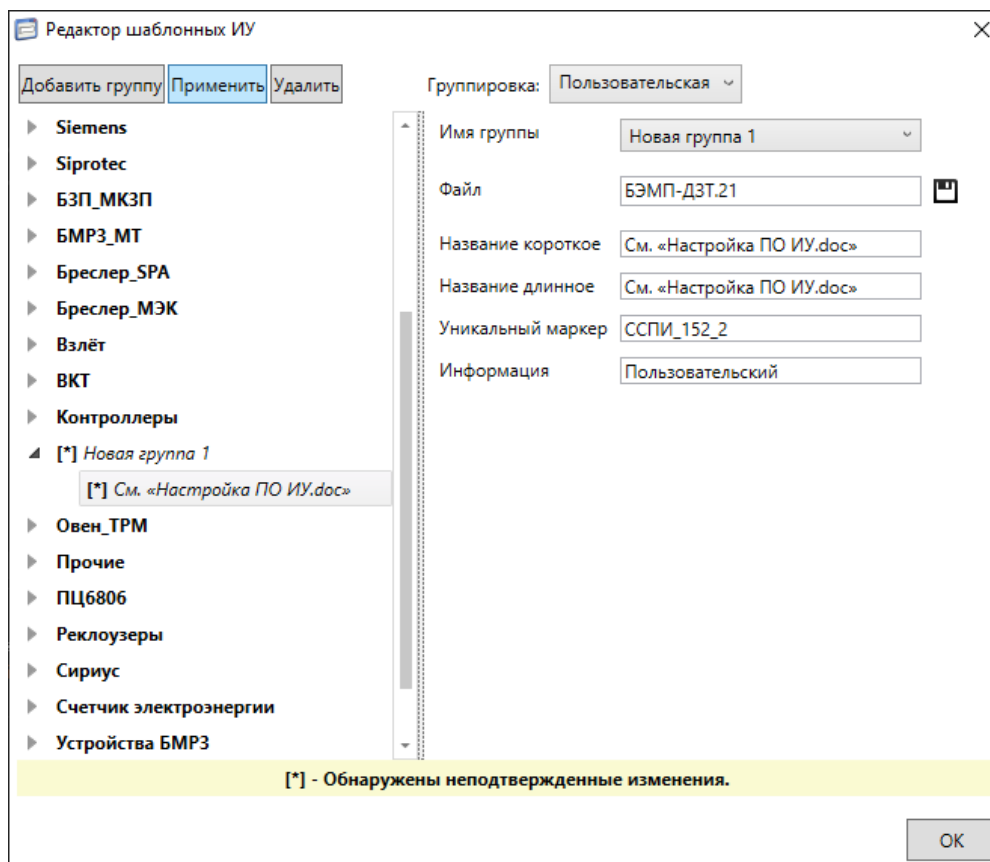 Редактор шаблонных ИУ
Добавить группу Применить Удалить
Группировка: Пользовательская
Siemens
Siprotec
БЗП_МКЗП
БМРЗ_МТ
Бреслер_SPA
Бреслер_МЭК
Взлёт
ВКТ
Контроллеры
[*] Новая группа 1
[*] См. «Настройка ПО ИУ.doc»
Овен_ТРМ
Прочие
ПЦ6806
Реклоузеры
Сириус
Счетчик электроэнергии
Устройства БМРЗ
Имя группы Новая группа 1
Файл БЭМП-ДЗТ.21
Название короткое См. «Настройка ПО ИУ.doc»
Название длинное См. «Настройка ПО ИУ.doc»
Уникальный маркер ССПИ_152_2
Информация Пользовательский
[*] - Обнаружены неподтвержденные изменения.
ОК